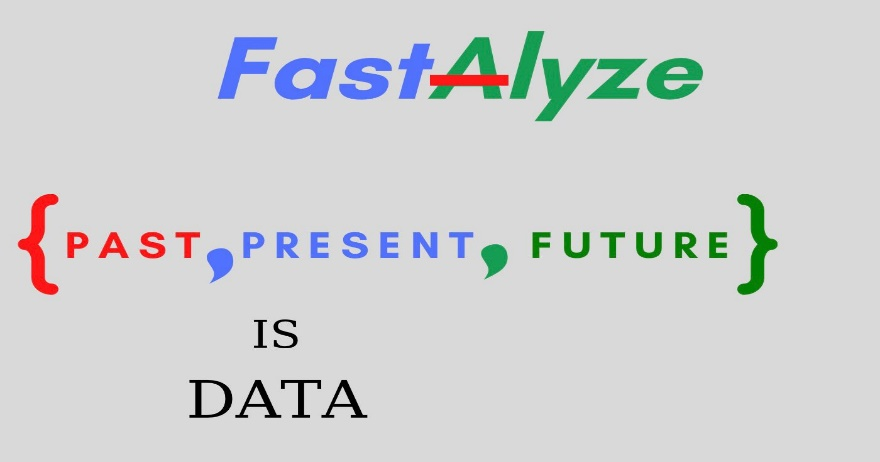 FastAlyze
{PAST,PRESENT, FUTURE}
IS
DATA